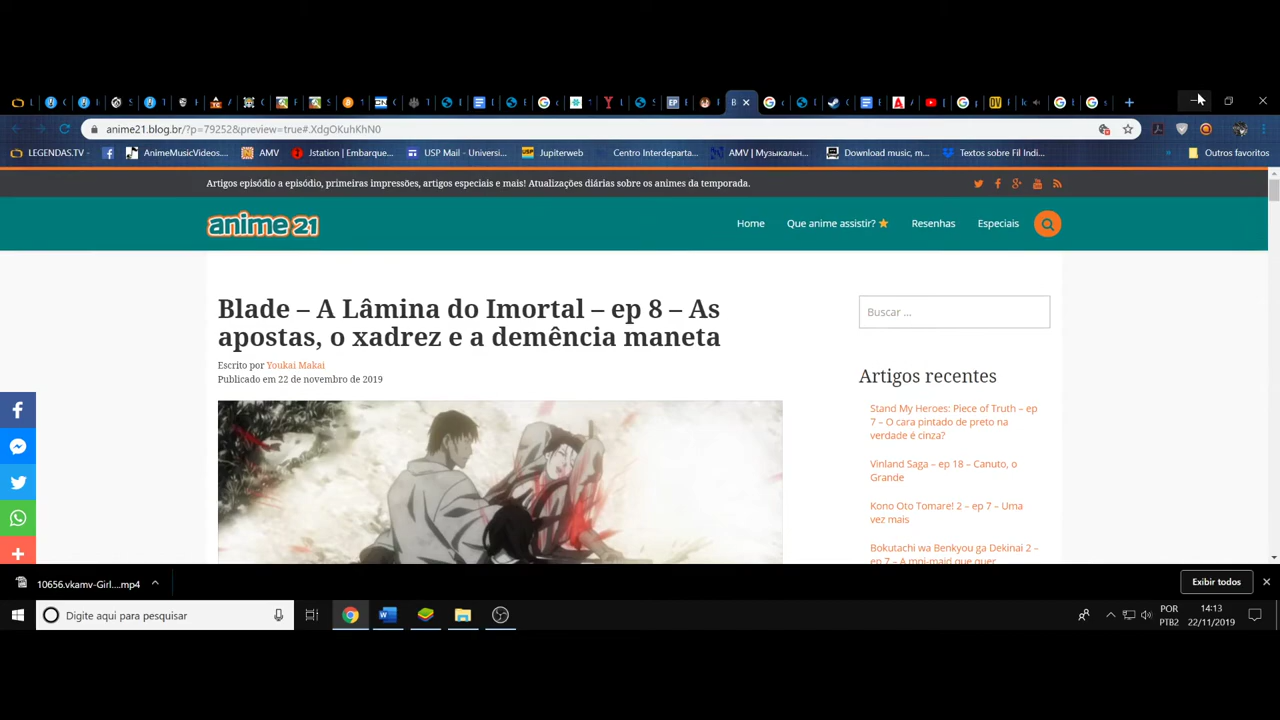 anime21.blog.br/?p=79252&preview=true#.XdgOKuhKhN0
LEGENDAS.TV
AnimeMusicVideos....
AMV
Jstation | Embarque...
USP Mail - Universi...
Jupiterweb
Centro Interdeparta...
AMV | Музыкальн...
Download music, m...
Textos sobre Fil Indi...
Outros favoritos
Artigos episódio a episódio, primeiras impressões, artigos especiais e mais! Atualizações diárias sobre os animes da temporada.
anime 21
Home
Que anime assistir?
Resenhas
Especiais
Blade – A Lâmina do Imortal – ep 8 – As
apostas, o xadrez e a demência maneta
Escrito por Youkai Makai
Publicado em 22 de novembro de 2019
Buscar ...
Artigos recentes
Stand My Heroes: Piece of Truth – ep
7 – O cara pintado de preto na
verdade é cinza?
Vinland Saga – ep 18 – Canuto, o
Grande
Kono Oto Tomare! 2 – ep 7 – Uma
vez mais
Bokutachi wa Benkyou ga Dekinai 2 –
10656.vkamv-Girl....mp4
Exibir todos
Digite aqui para pesquisar
POR
PTB2
14:13
22/11/2019